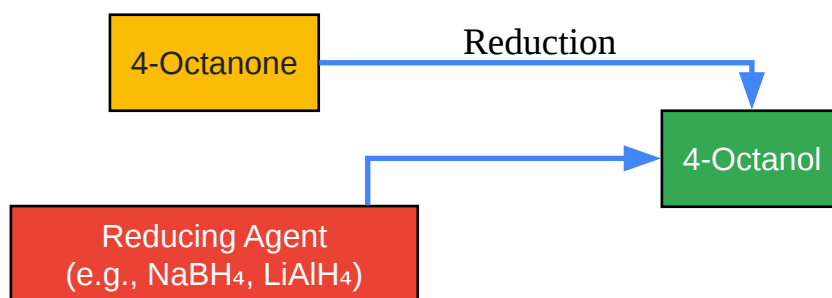 4-Octanone
Reduction
4-Octanol
Reducing Agent
(e.g., NaBH₄, LiAlH₄)